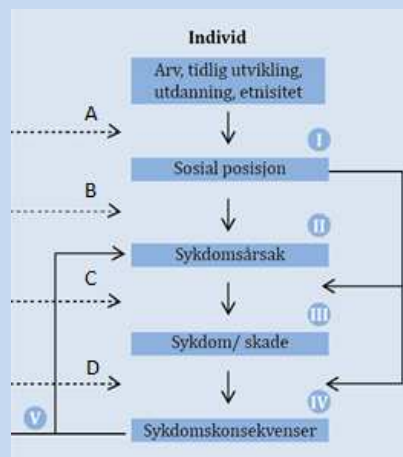 Individ
Arv, tidlig utvikling,
utdanning, etnisitet
A
I
Sosial posisjon
B
II
Sykdomsårsak
C
III
Sykdom/ skade
D
IV
V
Sykdomskonsekvenser